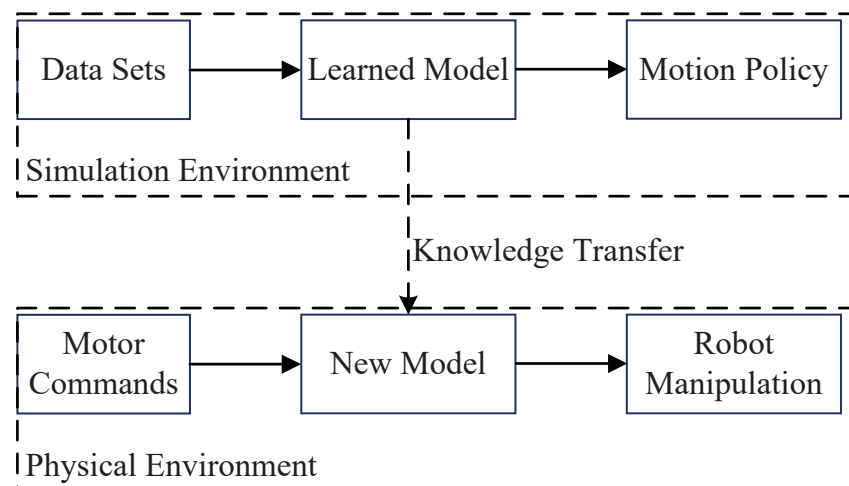 Data Sets
Learned Model
Motion Policy
Simulation Environment
Knowledge Transfer
Motor
Commands
New Model
Robot
Manipulation
Physical Environment